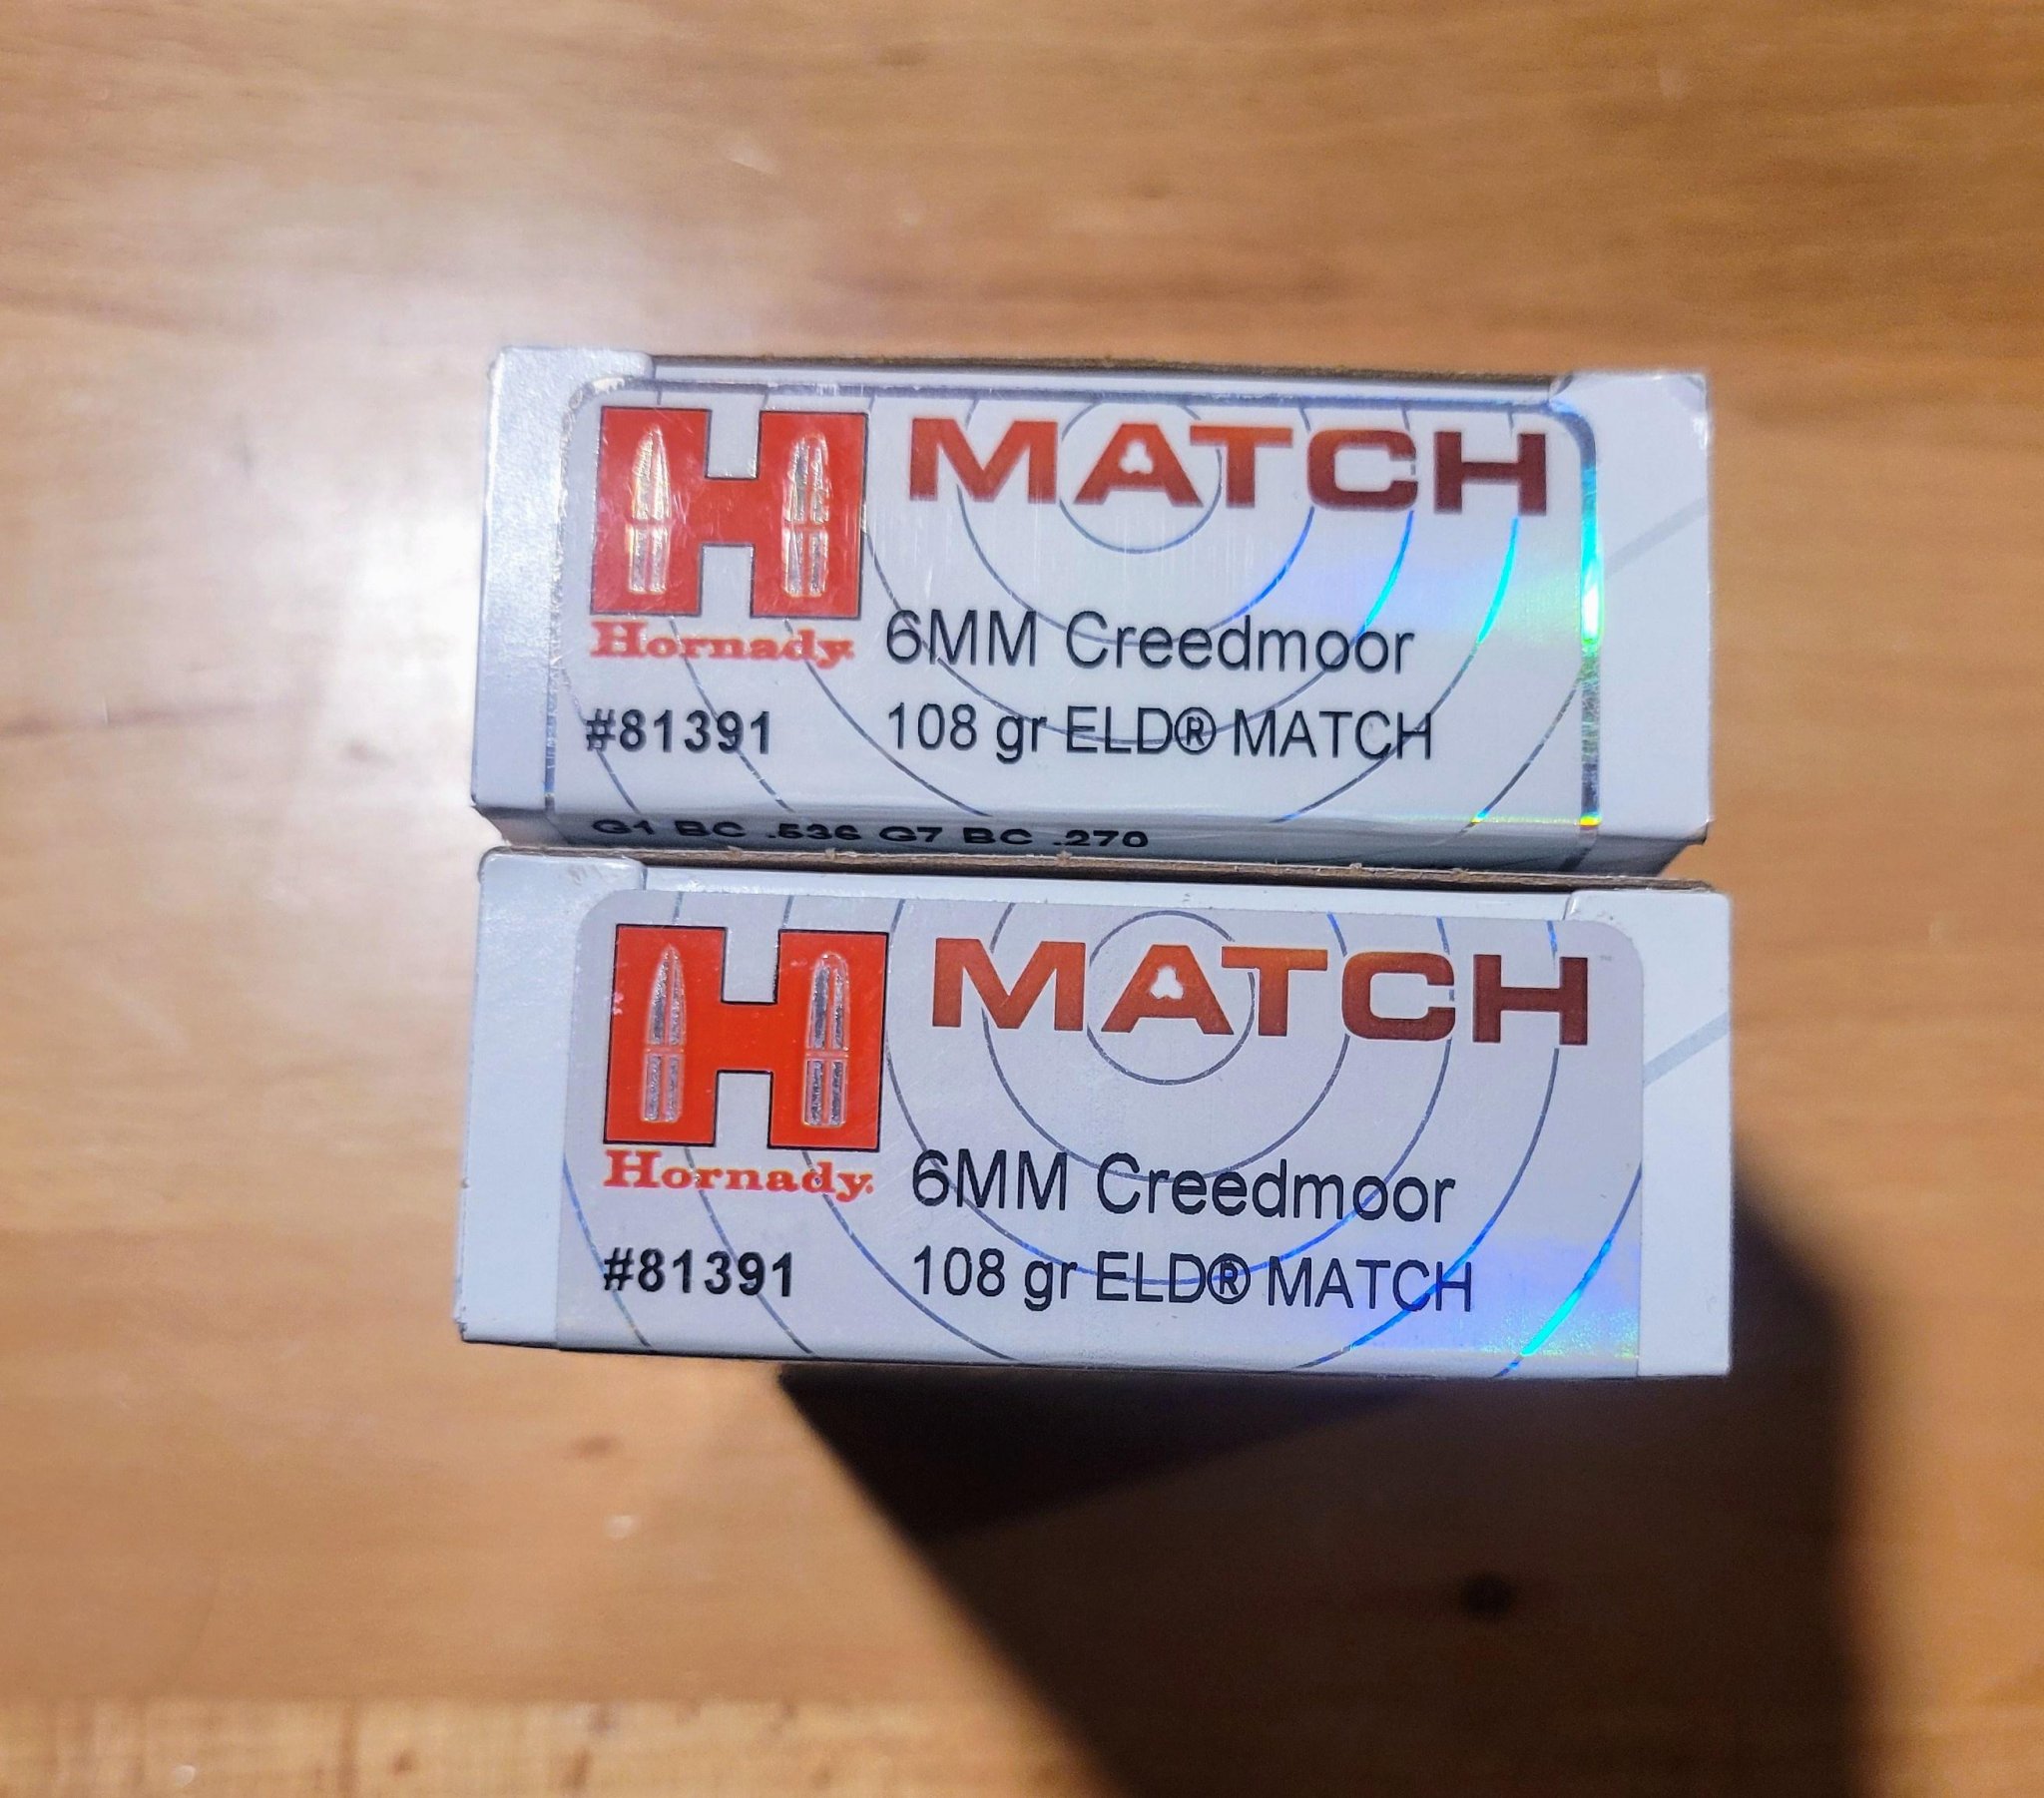 MATCH
Hornady.
6MM Creedmoor
#81391 108 gr ELD® MATCH
G1 BC .536 G7 BC .270
MATCH™
Hornady.
6MM Creedmoor
#81391 108 gr ELD® MATCH